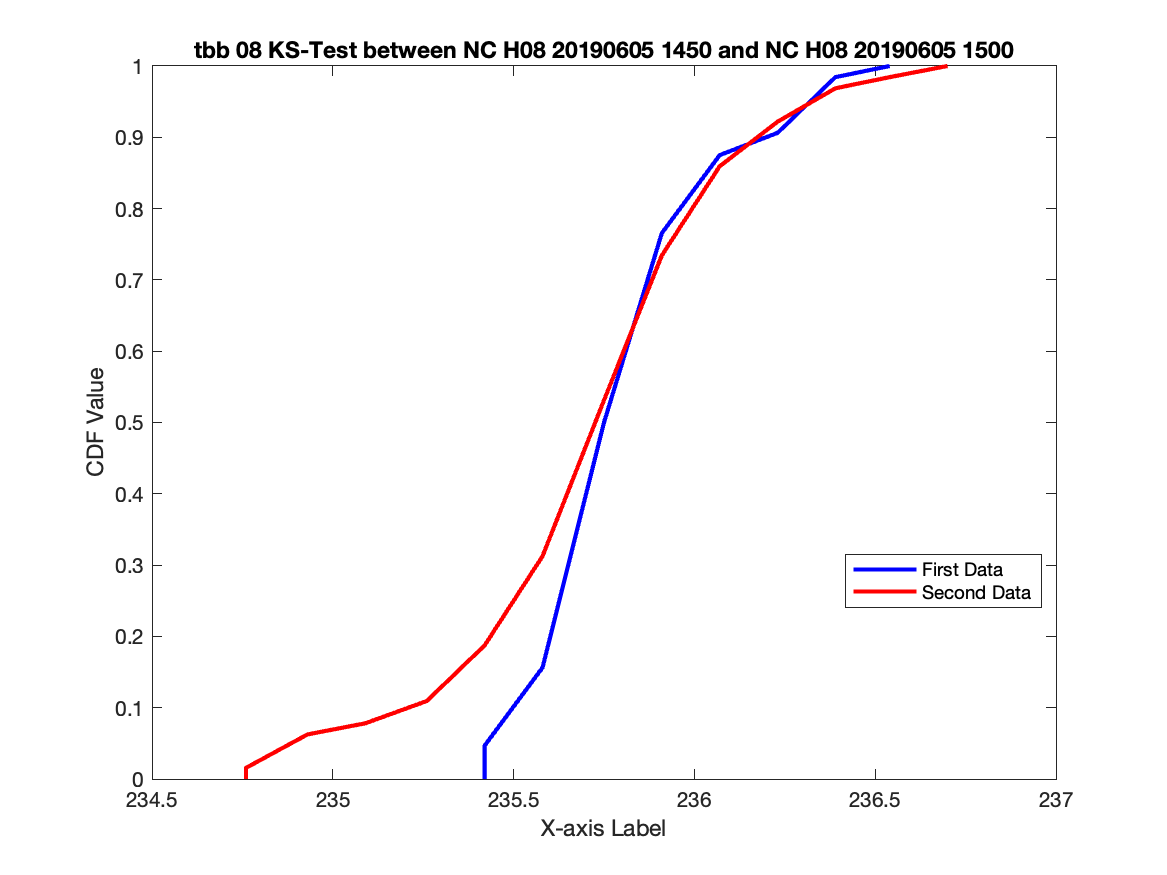 tbb 08 KS-Test between NC H08 20190605 1450 and NC H08 20190605 1500
1
0.9
0.8
0.7
0.6
0.5
0.4
0.3
0.2
0.1
0
CDF Value
First Data
Second Data
234.5 235 235.5 236 236.5 237
X-axis Label